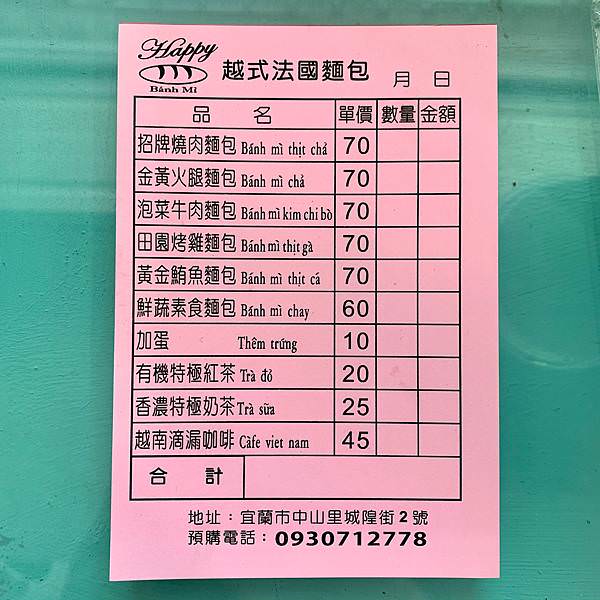 Happy
Bánh Mì
越式法國麵包 月 日
品 名 單價 數量 金額
招牌燒肉麵包 Bánh mì thịt chả 70
金黃火腿麵包 Bánh mì chả 70
泡菜牛肉麵包 Bánh mì kim chi bò 70
田園烤雞麵包 Bánh mì thịt gà 70
黃金鮪魚麵包 Bánh mì thịt cá 70
鮮蔬素食麵包 Bánh mì chay 60
加蛋 Thêm trứng 10
有機特極紅茶 Trà đỏ 20
香濃特極奶茶 Trà sữa 25
越南滴漏咖啡 Càfe viet nam 45
合 計
地址：宜蘭市中山里城隍街2號
預購電話：0930712778